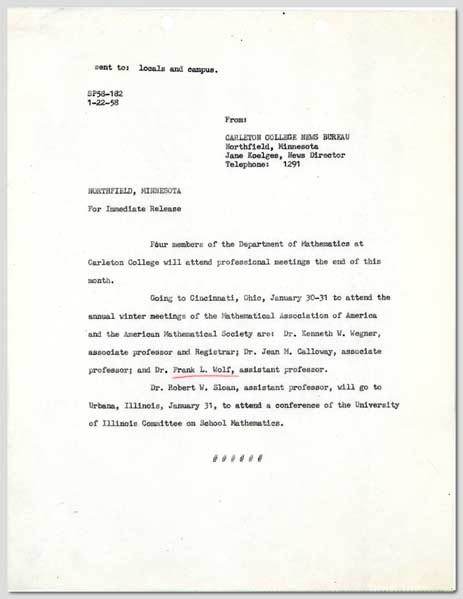 sent to: locals and campus.
SP58-182
1-22-58
From:
CARLETON COLLEGE NEWS BUREAU
Northfield, Minnesota
Jane Koelges, News Director
Telephone: 1291
NORTHFIELD, MINNESOTA
For Immediate Release
Four members of the Department of Mathematics at
Carleton College will attend professional meetings the end of this
month.
Going to Cincinnati, Ohio, January 30-31 to attend the
annual winter meetings of the Mathematical Association of America
and the American Mathematical Society are: Dr. Kenneth W. Wegner,
associate professor and Registrar; Dr. Jean M. Calloway, associate
professor; and Dr. Frank L. Wolf, assistant professor.
Dr. Robert W. Sloan, assistant professor, will go to
Urbana, Illinois, January 31, to attend a conference of the University
of Illinois Committee on School Mathematics.
# # # # # #